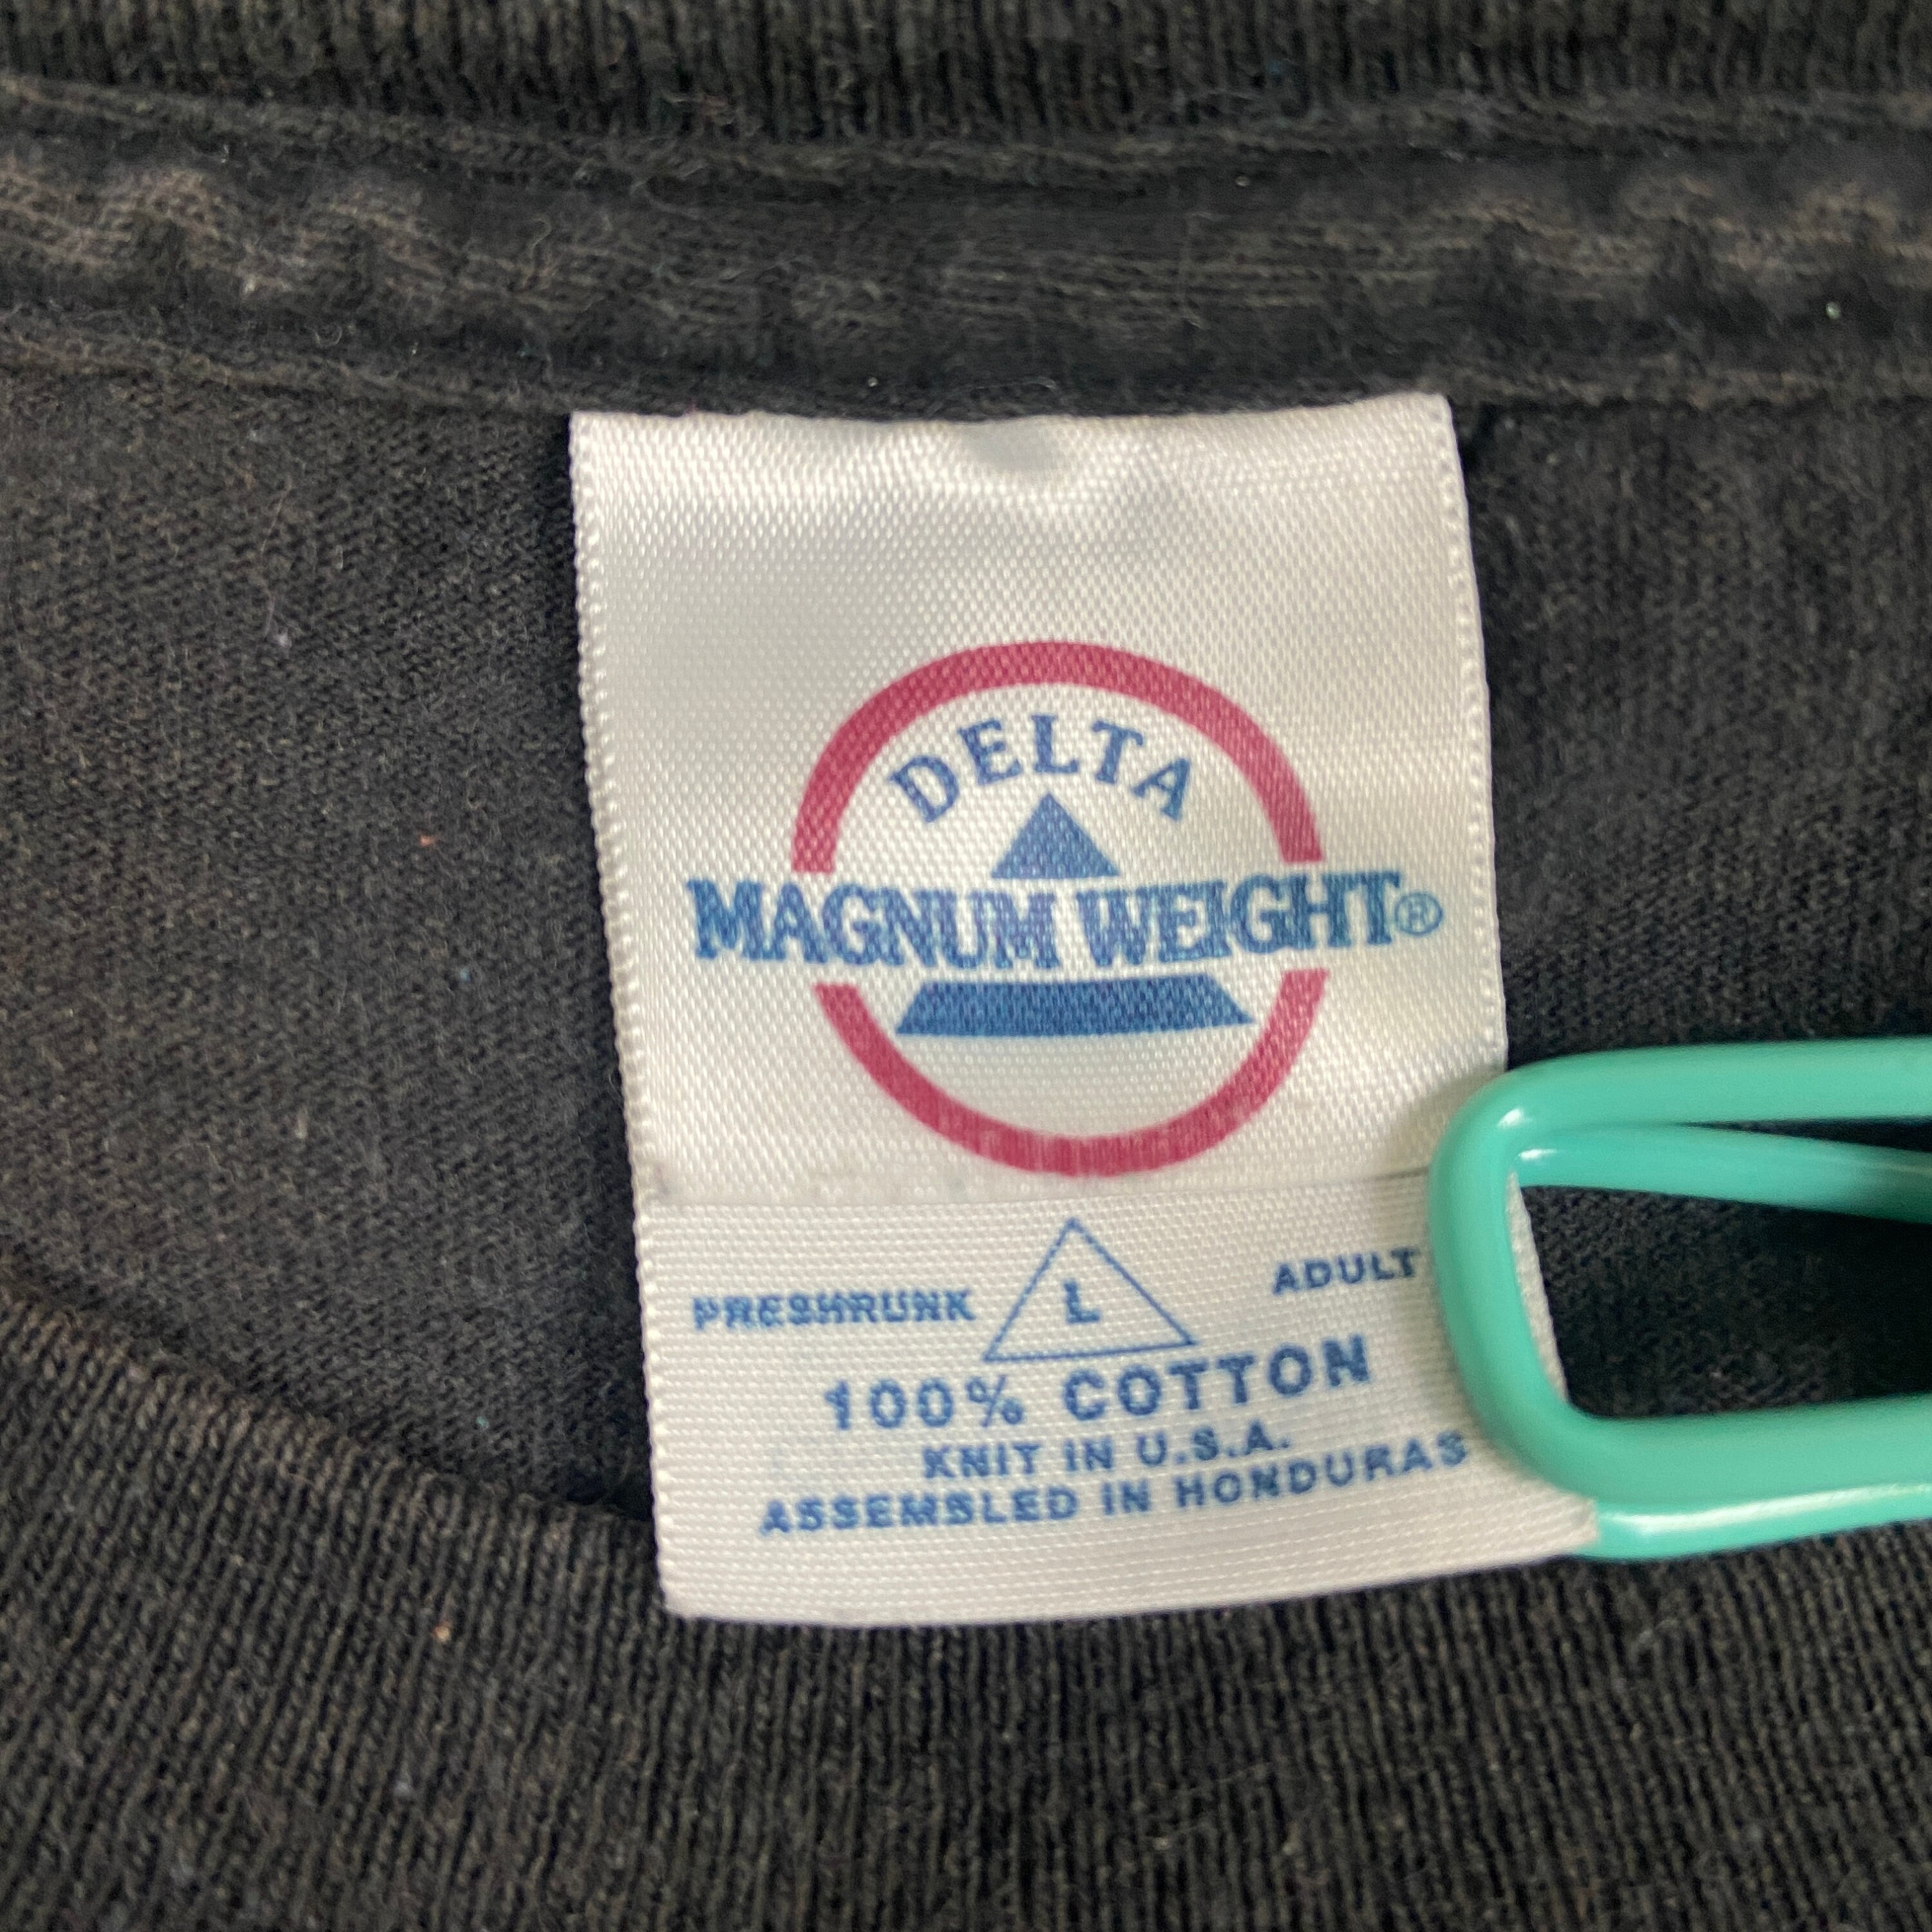 DELTA
MAGNUM WEIGHT®
PRESHRUNK L ADULT
100% COTTON
KNIT IN U.S.A.
ASSEMBLED IN HONDURAS